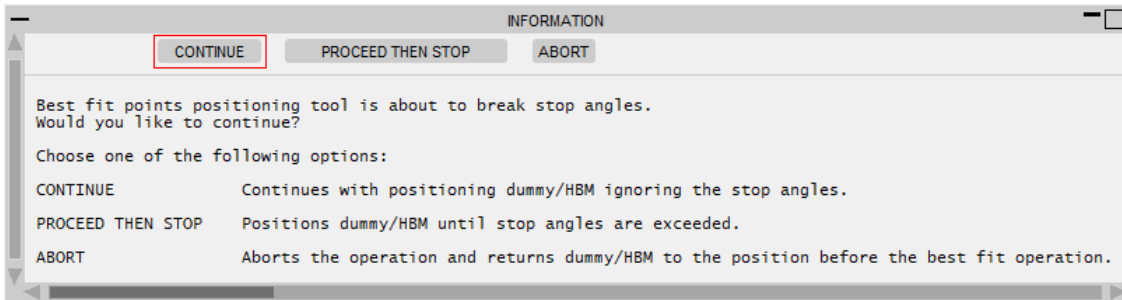 INFORMATION
CONTINUE PROCEED THEN STOP ABORT
Best fit points positioning tool is about to break stop angles.
Would you like to continue?
Choose one of the following options:
CONTINUE Continues with positioning dummy/HBM ignoring the stop angles.
PROCEED THEN STOP Positions dummy/HBM until stop angles are exceeded.
ABORT Aborts the operation and returns dummy/HBM to the position before the best fit operation.